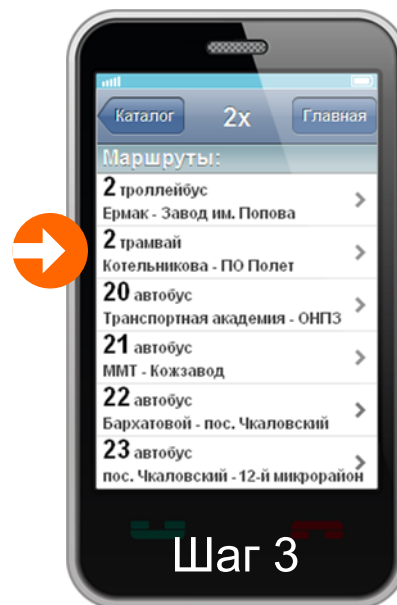 Каталог 2x Главная
Маршруты:
2 троллейбус
Ермак - Завод им. Попова
2 трамвай
Котельникова - ПО Полет
20 автобус
Транспортная академия - ОНПЗ
21 автобус
ММТ - Кожзавод
22 автобус
Бархатовой - пос. Чкаловский
23 автобус
пос. Чкаловский - 12-й микрорайон
Шаг 3